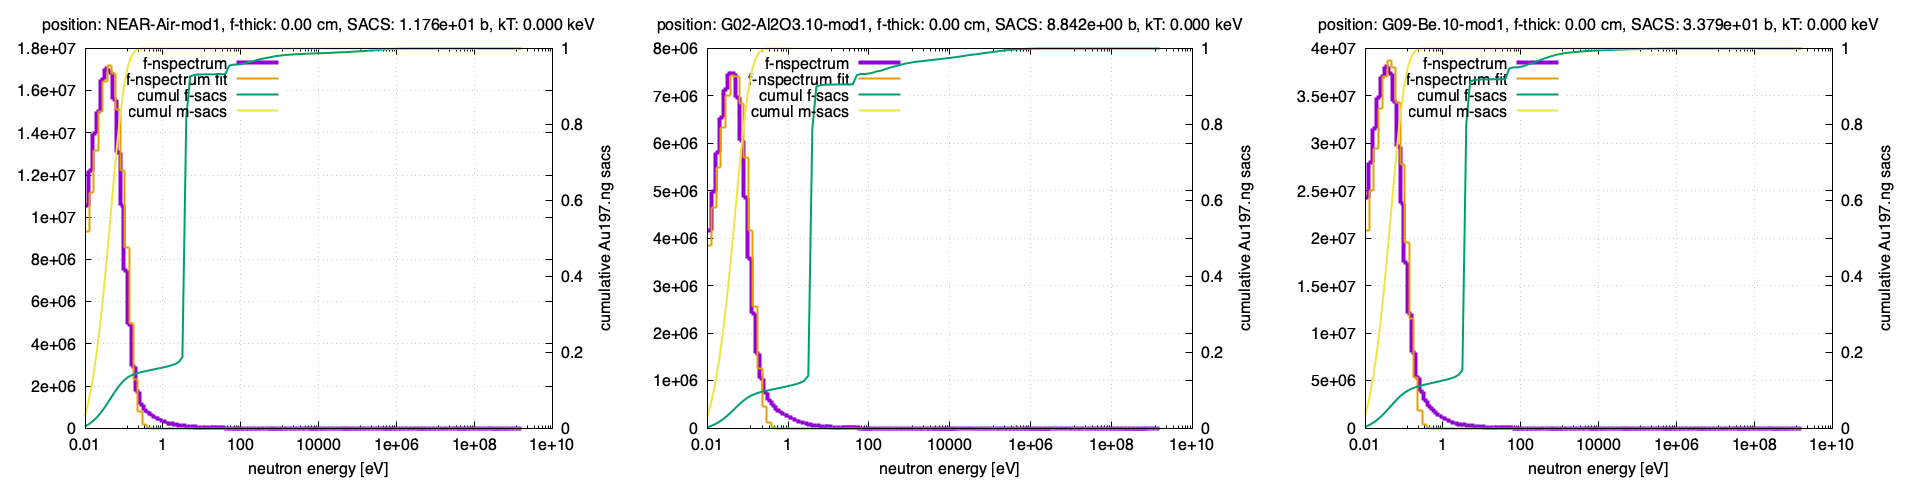 position: NEAR-Air-mod1, f-thick: 0.00 cm, SACS: 1.176e+01 b, kT: 0.000 keV
1.8e+07
1.6e+07
1.4e+07
1.2e+07
1e+07
8e+06
6e+06
4e+06
2e+06
0
f-nspectrum
f-nspectrum fit
cumul f-sacs
cumul m-sacs
1
0.8
0.6
0.4
0.2
0
cumulative Au197.ng sacs
0.01 1 100 10000 1e+06 1e+08 1e+10
neutron energy [eV]
position: G02-Al2O3.10-mod1, f-thick: 0.00 cm, SACS: 8.842e+00 b, kT: 0.000 keV
8e+06
7e+06
6e+06
5e+06
4e+06
3e+06
2e+06
1e+06
0
f-nspectrum
f-nspectrum fit
cumul f-sacs
cumul m-sacs
1
0.8
0.6
0.4
0.2
0
cumulative Au197.ng sacs
0.01 1 100 10000 1e+06 1e+08 1e+10
neutron energy [eV]
position: G09-Be.10-mod1, f-thick: 0.00 cm, SACS: 3.379e+01 b, kT: 0.000 keV
4e+07
3.5e+07
3e+07
2.5e+07
2e+07
1.5e+07
1e+07
5e+06
0
f-nspectrum
f-nspectrum fit
cumul f-sacs
cumul m-sacs
1
0.8
0.6
0.4
0.2
0
cumulative Au197.ng sacs
0.01 1 100 10000 1e+06 1e+08 1e+10
neutron energy [eV]